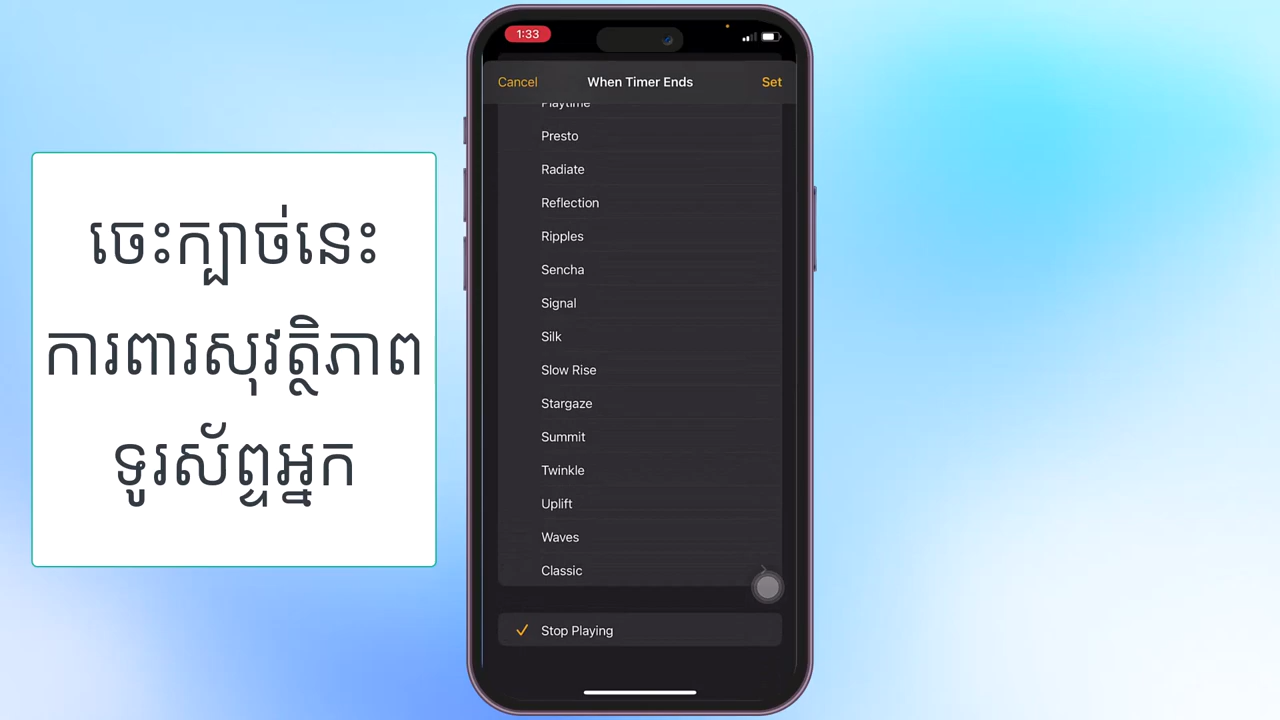 ចេះក្បាច់នេះ
ការពារសុវត្ថិភាព
ទូរស័ព្ទអ្នក
1:33
Cancel When Timer Ends Set
Playtime
Presto
Radiate
Reflection
Ripples
Sencha
Signal
Silk
Slow Rise
Stargaze
Summit
Twinkle
Uplift
Waves
Classic
Stop Playing